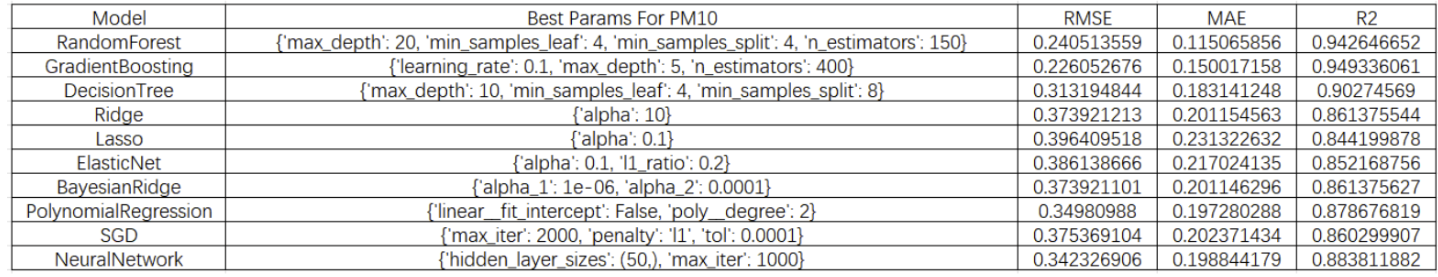 Model Best Params For PM10 RMSE MAE R2
RandomForest {'max_depth': 20, 'min_samples_leaf': 4, 'min_samples_split': 4, 'n_estimators': 150} 0.240513559 0.115065856 0.942646652
GradientBoosting {'learning_rate': 0.1, 'max_depth': 5, 'n_estimators': 400} 0.226052676 0.150017158 0.949336061
DecisionTree {'max_depth': 10, 'min_samples_leaf': 4, 'min_samples_split': 8} 0.313194844 0.183141248 0.90274569
Ridge {'alpha': 10} 0.373921213 0.201154563 0.861375544
Lasso {'alpha': 0.1} 0.396409518 0.231322632 0.844199878
ElasticNet {'alpha': 0.1, 'l1_ratio': 0.2} 0.386138666 0.217024135 0.852168756
BayesianRidge {'alpha_1': 1e-06, 'alpha_2': 0.0001} 0.373921101 0.201146296 0.861375627
PolynomialRegression {'linear__fit_intercept': False, 'poly__degree': 2} 0.34980988 0.197280288 0.878676819
SGD {'max_iter': 2000, 'penalty': 'l1', 'tol': 0.0001} 0.375369104 0.202371434 0.860299907
NeuralNetwork {'hidden_layer_sizes': (50,), 'max_iter': 1000} 0.342326906 0.198844179 0.883811882